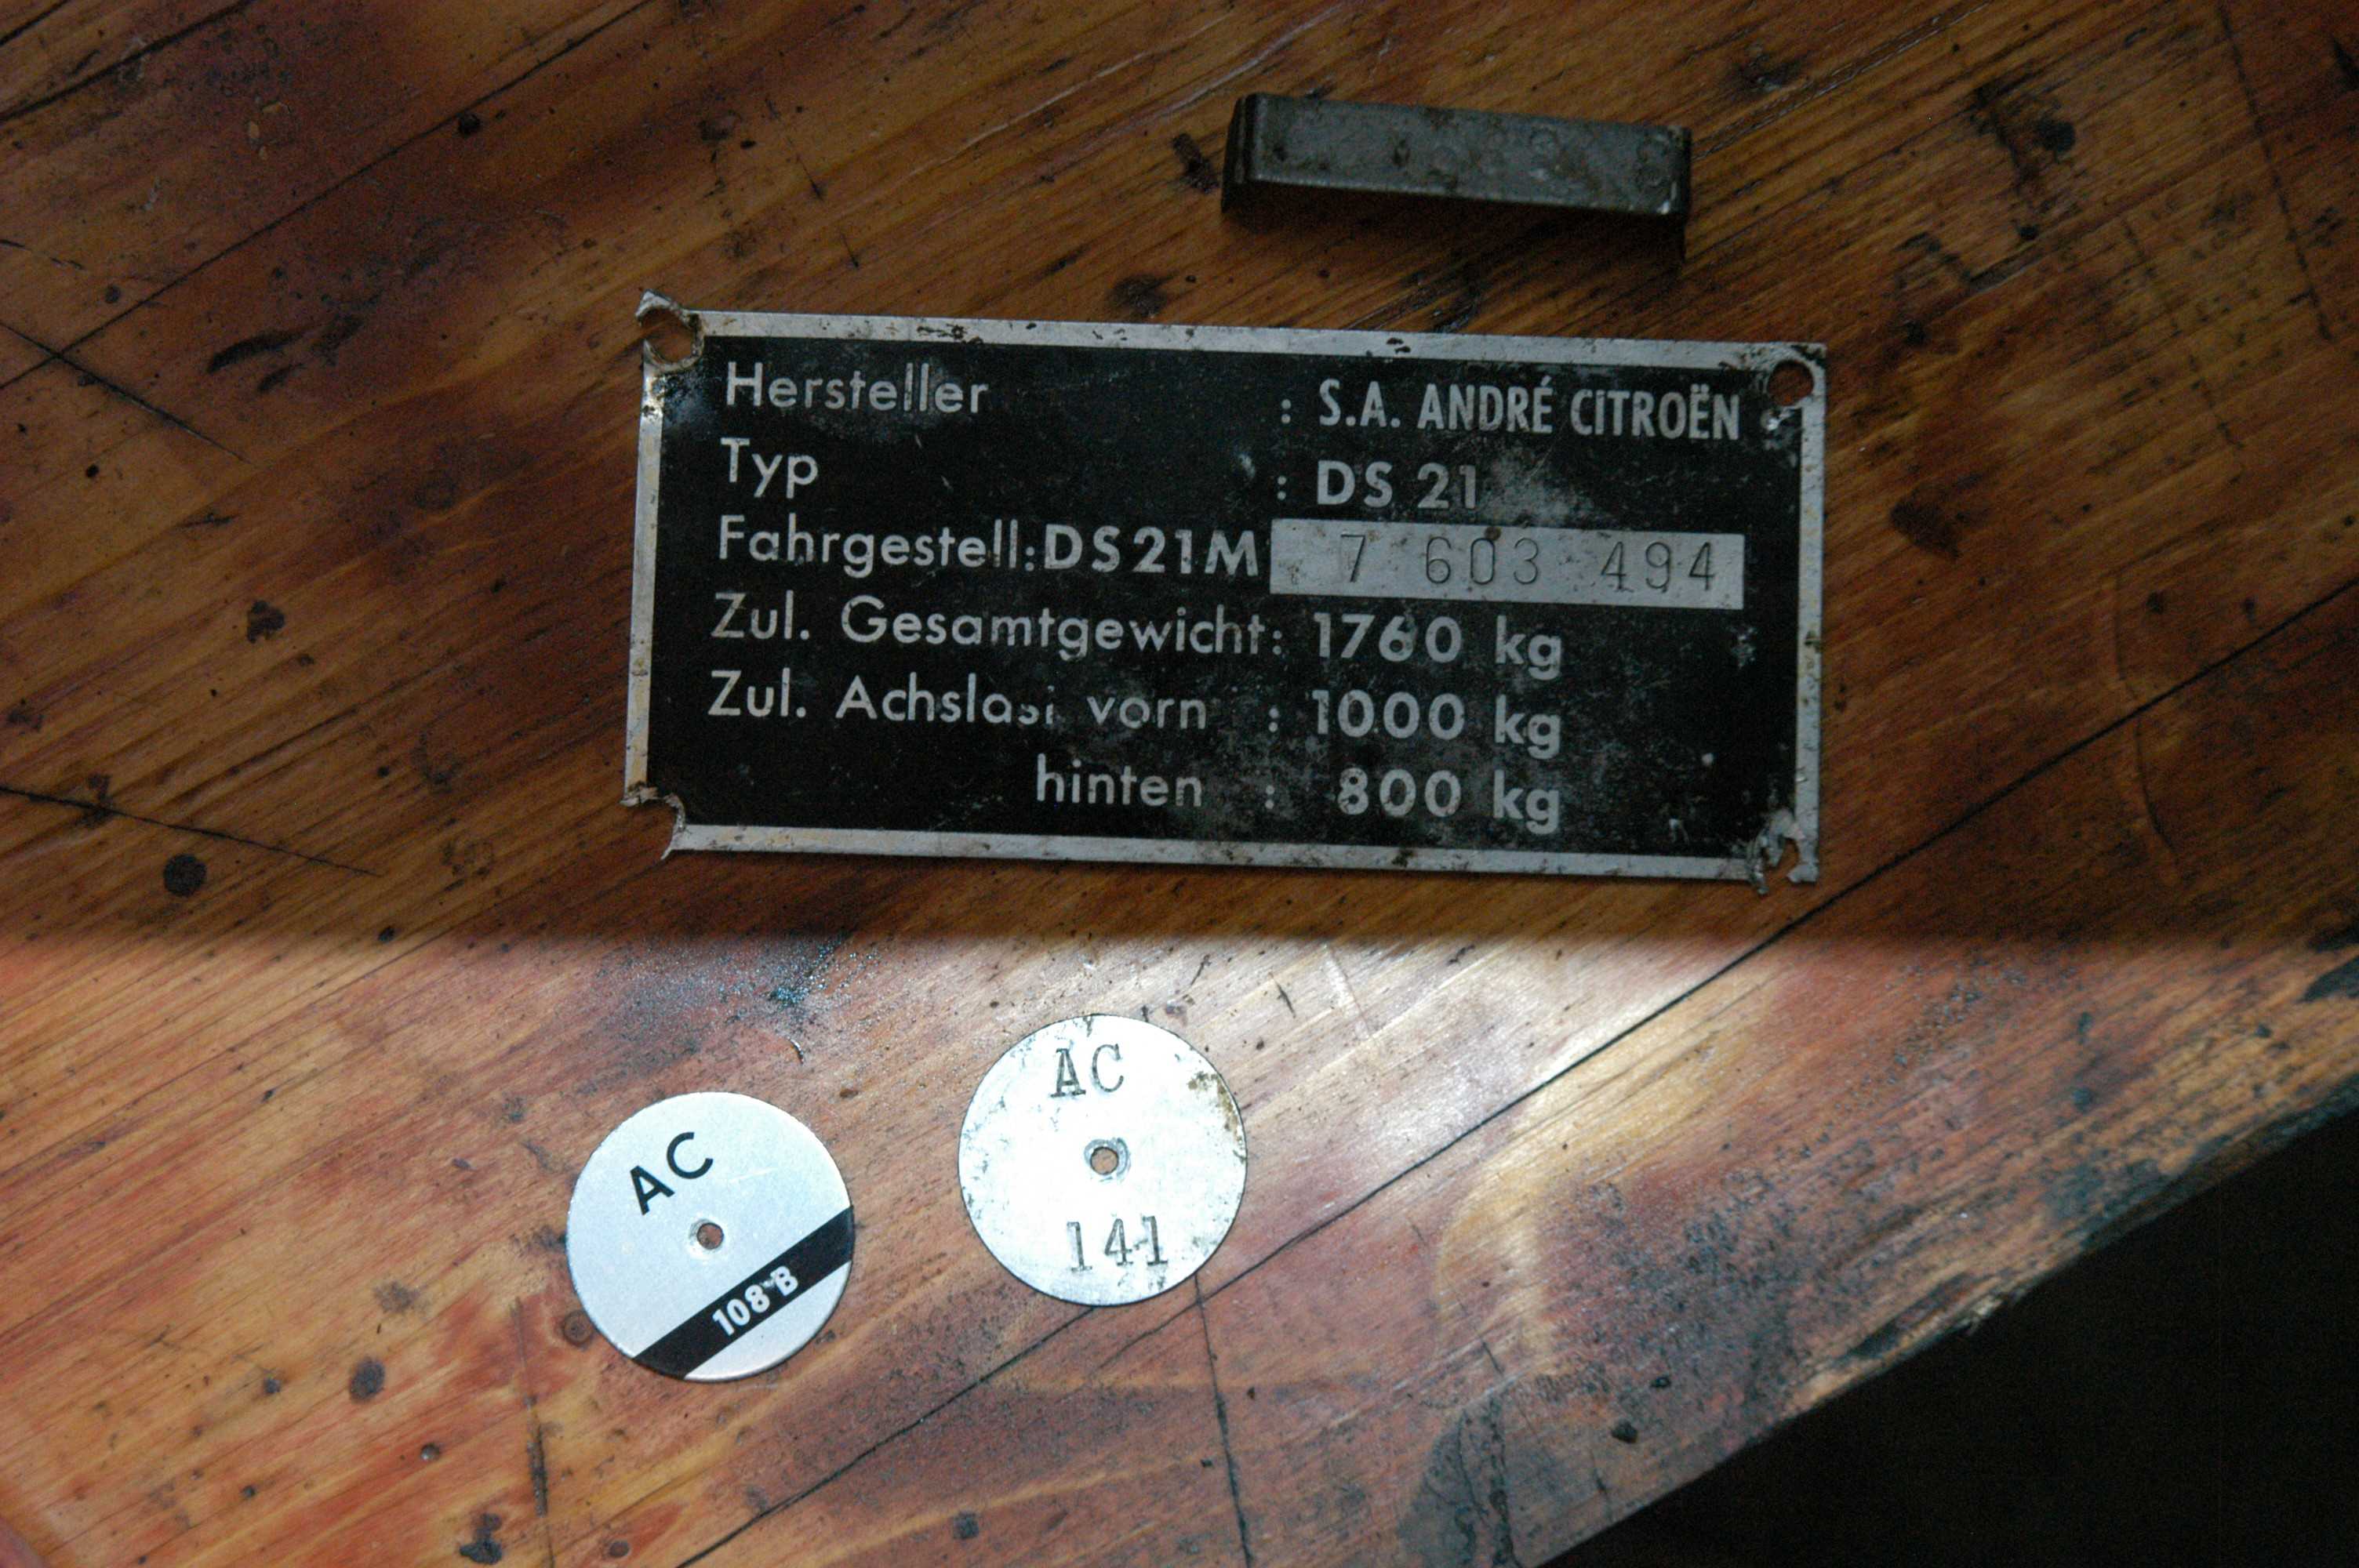 Hersteller : S.A. ANDRÉ CITROËN
Typ : DS 21
Fahrgestell: DS21M 7 603 494
Zul. Gesamtgewicht: 1760 kg
Zul. Achslast vorn : 1000 kg
hinten : 800 kg
AC
141
AC
108-B